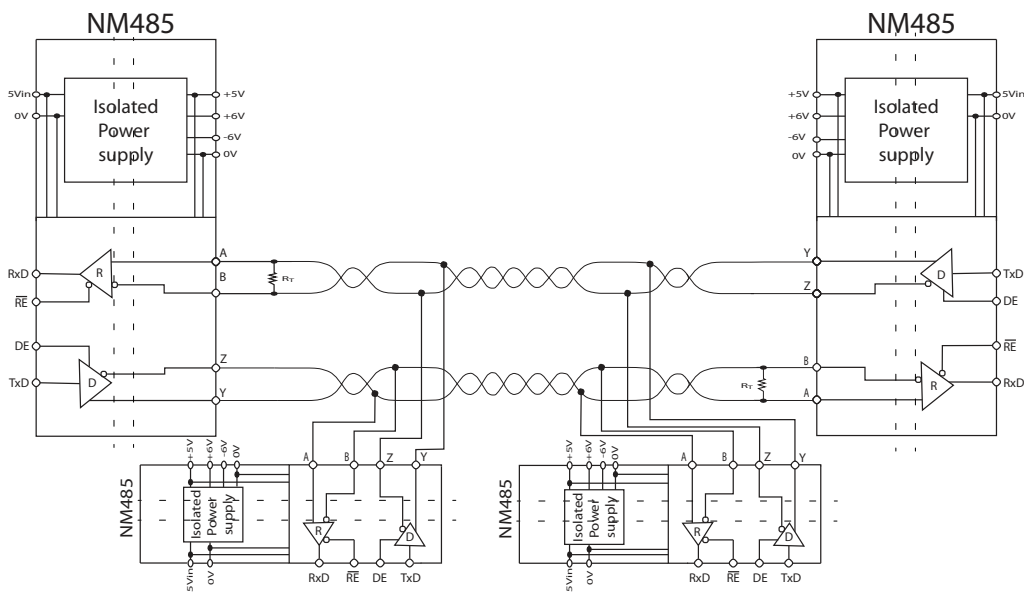 NM485
NM485
5Vin
0V
Isolated
Power
supply
+5V
+6V
-6V
0V
+5V
+6V
-6V
0V
Isolated
Power
supply
5Vin
0V
RxD
R
RE
A
B
RT
Y
Z
D
TxD
DE
DE
TxD
D
Z
Y
RT
B
A
R
RE
RxD
NM485
+5V
+6V
-6V
0V
Isolated
Power
supply
5Vin
0V
A
B
Z
Y
R
D
RxD
RE
DE
TxD
NM485
+5V
+6V
-6V
0V
Isolated
Power
supply
5Vin
0V
A
B
Z
Y
R
D
RxD
RE
DE
TxD